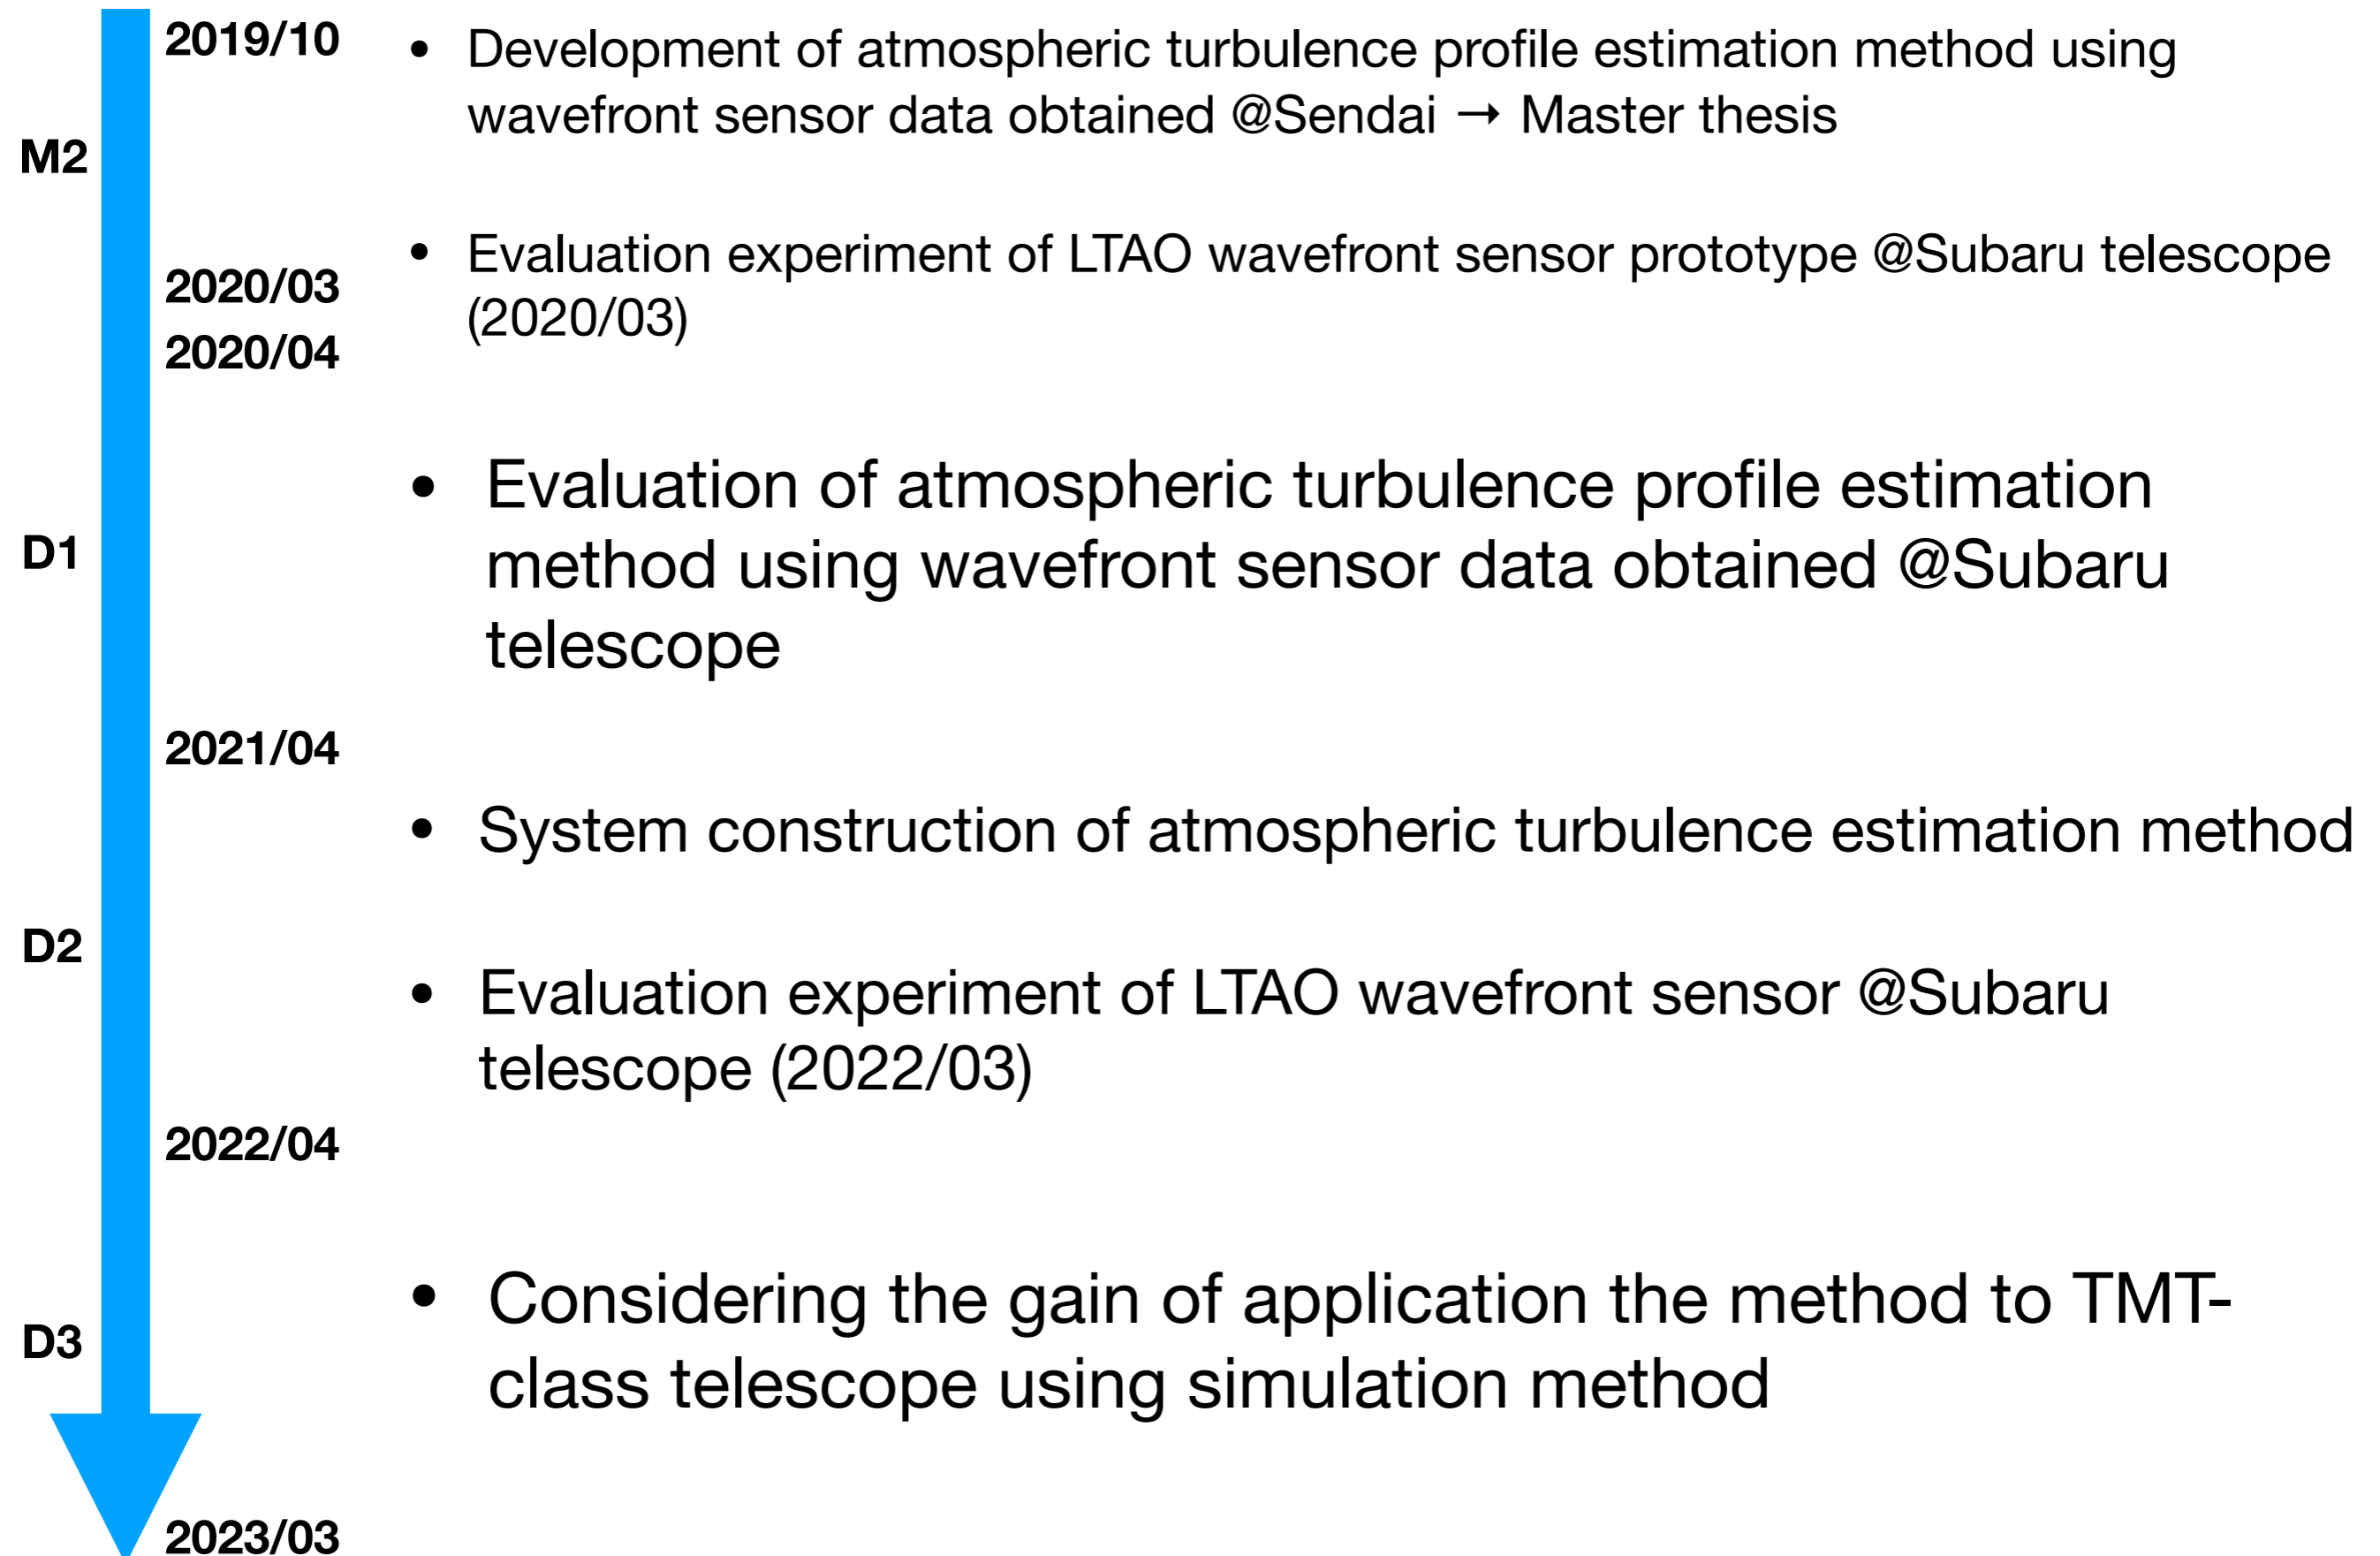 2019/10
• Development of atmospheric turbulence profile estimation method using
wavefront sensor data obtained @Sendai → Master thesis
M2
• Evaluation experiment of LTAO wavefront sensor prototype @Subaru telescope
(2020/03)
2020/03
2020/04
• Evaluation of atmospheric turbulence profile estimation
method using wavefront sensor data obtained @Subaru
telescope
D1
2021/04
• System construction of atmospheric turbulence estimation method
D2
• Evaluation experiment of LTAO wavefront sensor @Subaru
telescope (2022/03)
2022/04
• Considering the gain of application the method to TMT-
class telescope using simulation method
D3
2023/03